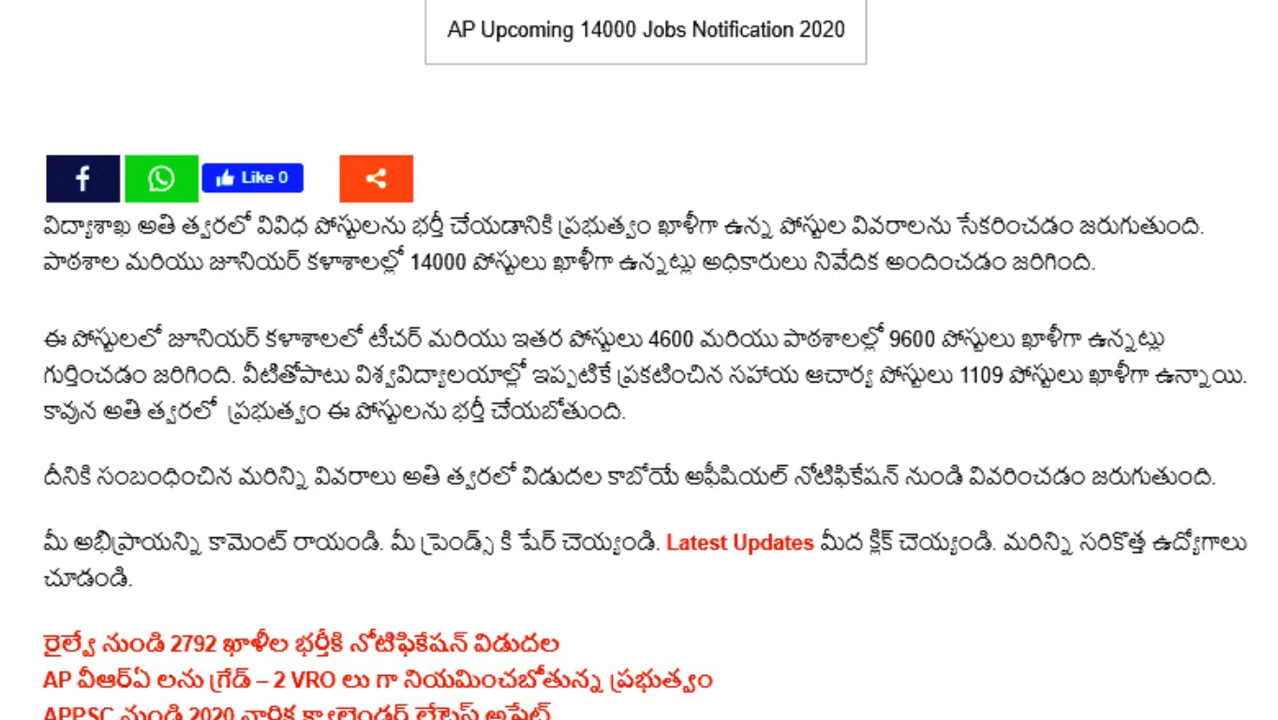 AP Upcoming 14000 Jobs Notification 2020
Like 0
విద్యాశాఖ అతి త్వరలో వివిధ పోస్టులను భర్తీ చేయడానికి ప్రభుత్వం ఖాళీగా ఉన్న పోస్టుల వివరాలను సేకరించడం జరుగుతుంది.
పాఠశాల మరియు జూనియర్ కళాశాలల్లో 14000 పోస్టులు ఖాళీగా ఉన్నట్లు అధికారులు నివేదిక అందించడం జరిగింది.
ఈ పోస్టులలో జూనియర్ కళాశాలలో టీచర్ మరియు ఇతర పోస్టులు 4600 మరియు పాఠశాలల్లో 9600 పోస్టులు ఖాళీగా ఉన్నట్లు
గుర్తించడం జరిగింది. వీటితోపాటు విశ్వవిద్యాలయాల్లో ఇప్పటికే ప్రకటించిన సహాయ ఆచార్య పోస్టులు 1109 పోస్టులు ఖాళీగా ఉన్నాయి.
కావున అతి త్వరలో ప్రభుత్వం ఈ పోస్టులను భర్తీ చేయబోతుంది.
దీనికి సంబంధించిన మరిన్ని వివరాలు అతి త్వరలో విడుదల కాబోయే అఫీషియల్ నోటిఫికేషన్ నుండి వివరించడం జరుగుతుంది.
మీ అభిప్రాయన్ని కామెంట్ రాయండి. మీ ప్రెండ్స్ కి షేర్ చెయ్యండి. Latest Updates మీద క్లిక్ చెయ్యండి. మరిన్ని సరికొత్త ఉద్యోగాలు
చూడండి.
రైల్వే నుండి 2792 ఖాళీల భర్తీకి నోటిఫికేషన్ విడుదల
AP వీఆర్ఏ లను గ్రేడ్ – 2 VRO లు గా నియమించబోతున్న ప్రభుత్వం
APPSC నుండి 2020 వార్షిక క్యాలెండర్ లేటెస్ట్ అప్డేట్